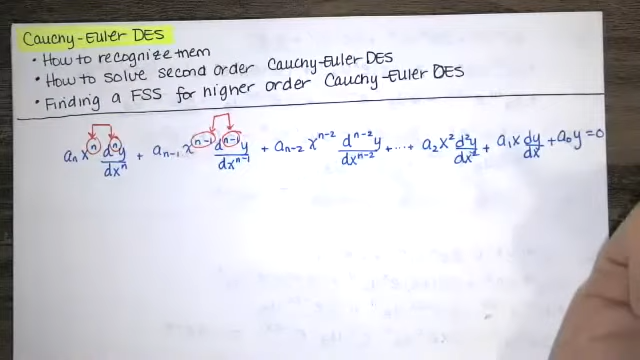 Cauchy-Euler DES
• How to recognize them
• How to solve second order Cauchy-Euler DES
• Finding a FSS for higher order Cauchy-Euler DES
aₙxⁿ dⁿy/dxⁿ + aₙ₋₁xⁿ⁻¹ dⁿ⁻¹y/dxⁿ⁻¹ + aₙ₋₂xⁿ⁻² dⁿ⁻²y/dxⁿ⁻² + ... + a₂x² d²y/dx² + a₁x dy/dx + a₀y = 0